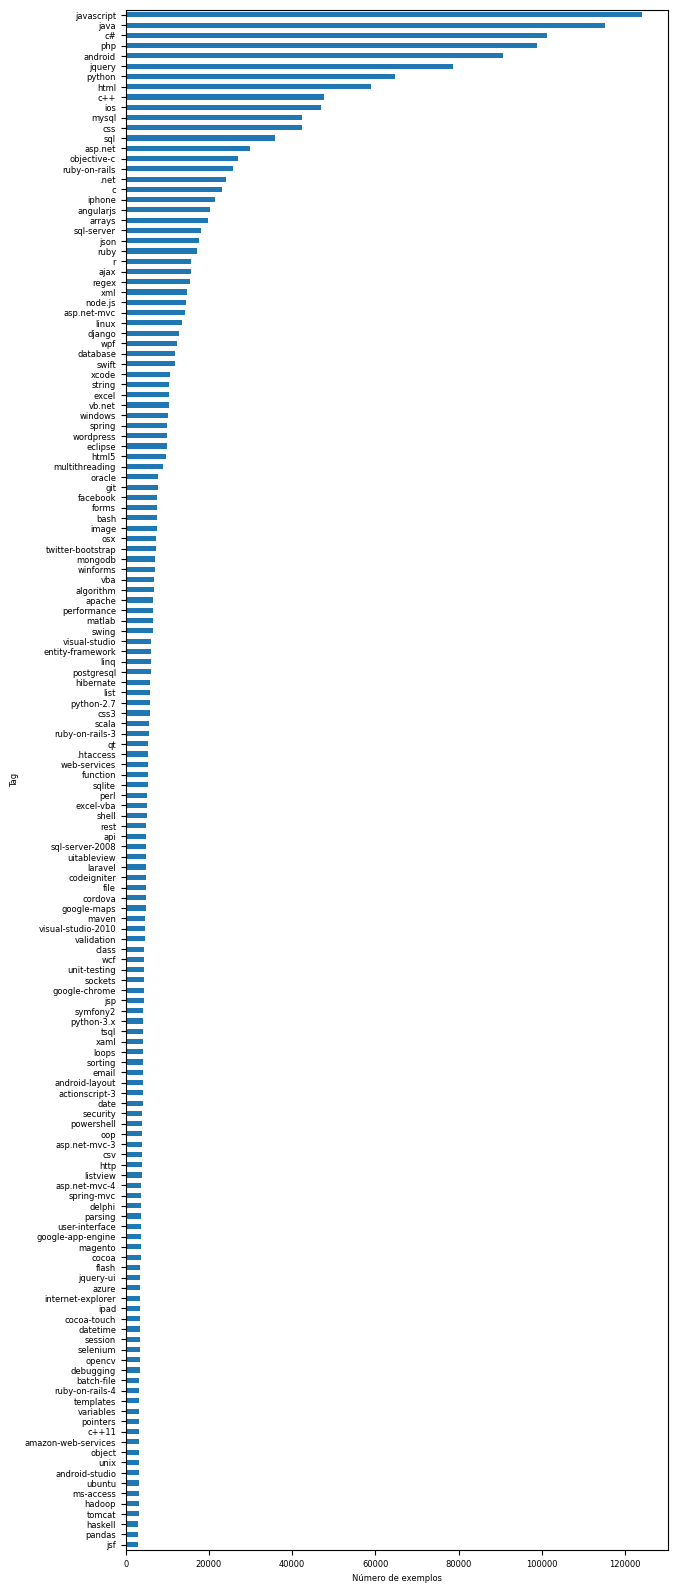 javascript
java
c#
php
android
jquery
python
html
c++
ios
mysql
css
sql
asp.net
objective-c
ruby-on-rails
.net
c
iphone
angularjs
arrays
sql-server
json
ruby
r
ajax
regex
xml
node.js
asp.net-mvc
linux
django
wpf
database
swift
xcode
string
excel
vb.net
windows
spring
wordpress
eclipse
html5
multithreading
oracle
git
facebook
forms
bash
image
osx
twitter-bootstrap
mongodb
winforms
vba
algorithm
apache
performance
matlab
swing
visual-studio
entity-framework
linq
postgresql
hibernate
list
python-2.7
css3
scala
ruby-on-rails-3
qt
.htaccess
web-services
function
sqlite
perl
excel-vba
shell
rest
api
sql-server-2008
uitableview
laravel
codeigniter
file
cordova
google-maps
maven
visual-studio-2010
validation
class
wcf
unit-testing
sockets
google-chrome
jsp
symfony2
python-3.x
tsql
xaml
loops
sorting
email
android-layout
actionscript-3
date
security
powershell
oop
asp.net-mvc-3
csv
http
listview
asp.net-mvc-4
spring-mvc
delphi
parsing
user-interface
google-app-engine
magento
cocoa
flash
jquery-ui
azure
internet-explorer
ipad
cocoa-touch
datetime
session
selenium
opencv
debugging
batch-file
ruby-on-rails-4
templates
variables
pointers
c++11
amazon-web-services
object
unix
android-studio
ubuntu
ms-access
hadoop
tomcat
haskell
pandas
jsf
Tag
0 20000 40000 60000 80000 100000 120000
Número de exemplos